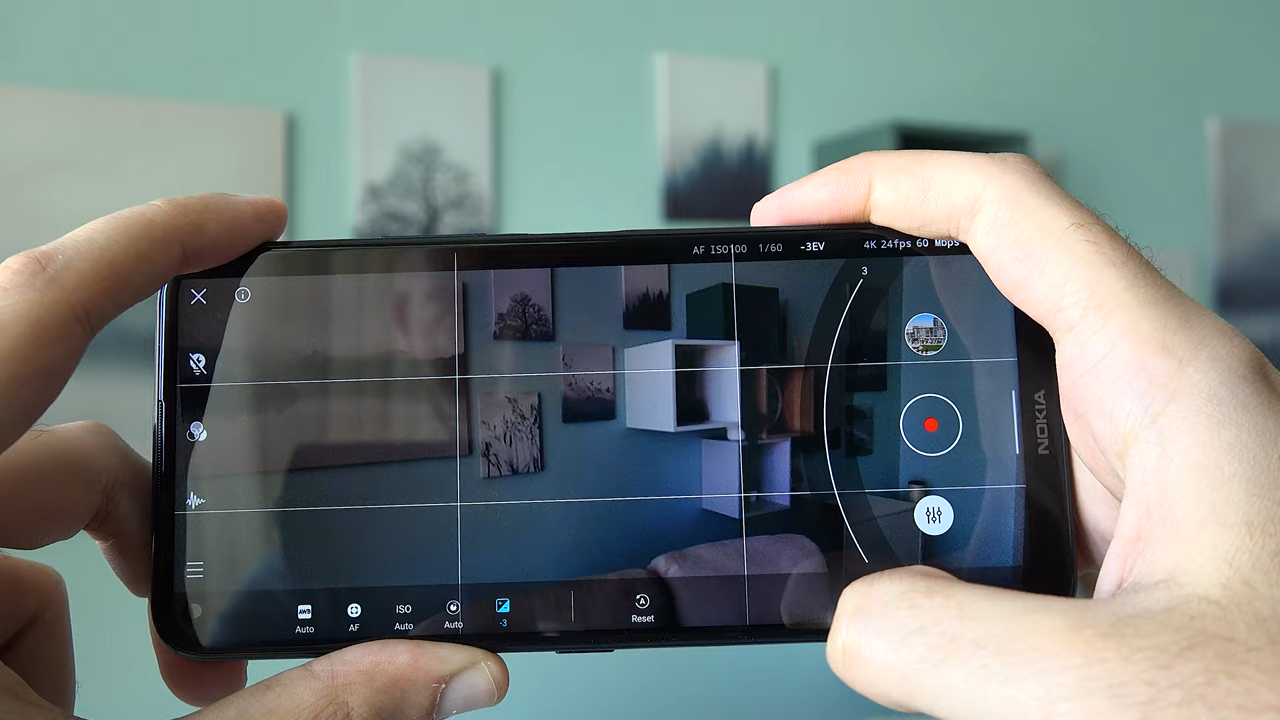 AF ISO100 1/60 -3EV 4K 24fps 60 Mbps
3
NOKIA
AWB
ISO
Auto AF Auto Auto -3 Reset